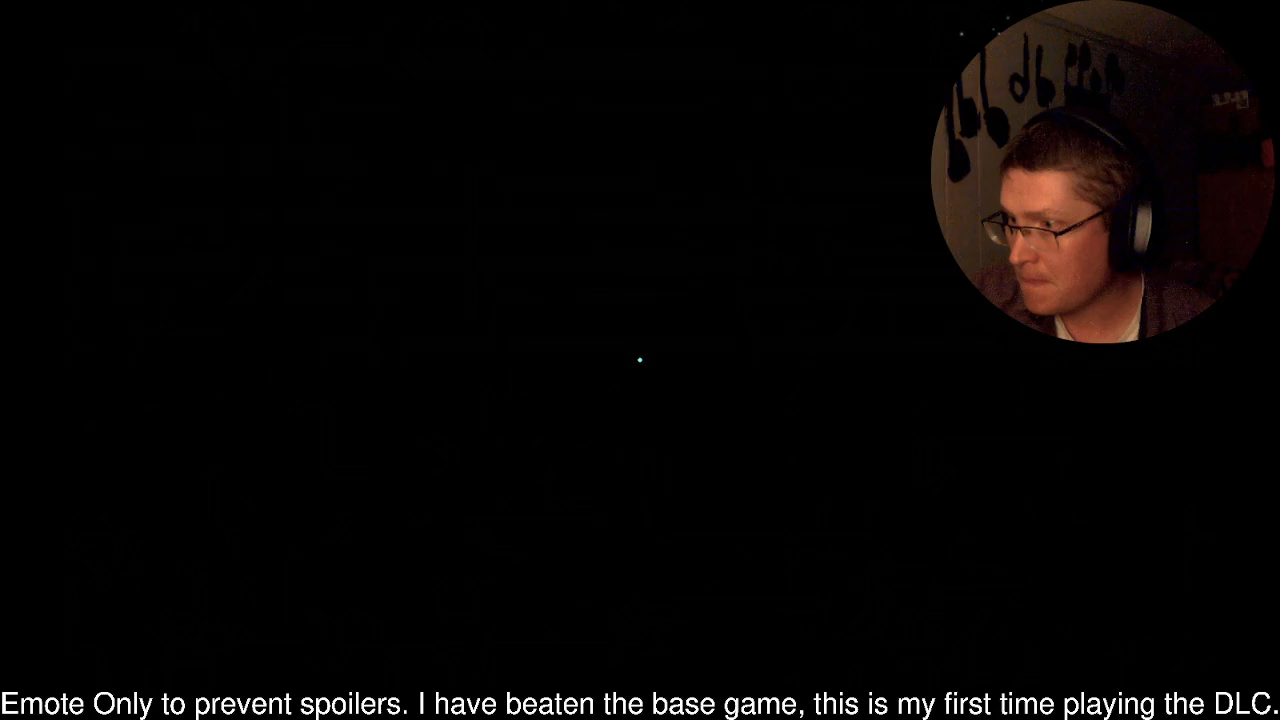 Emote Only to prevent spoilers. I have beaten the base game, this is my first time playing the DLC.